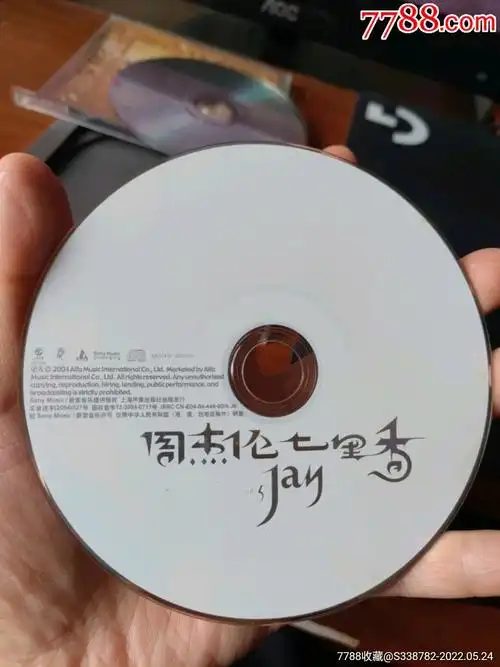 7788.com
AOC
Sony Music
℗ © 2004 Alfa Music International Co., Ltd. Marketed by Alfa
Music International Co., Ltd. All rights reserved. Any unauthorised
copying, reproduction, hiring, lending, public performance, and
broadcasting is strictly prohibited.
周杰伦七里香
Jay
7788收藏@S338782-2022.05.24